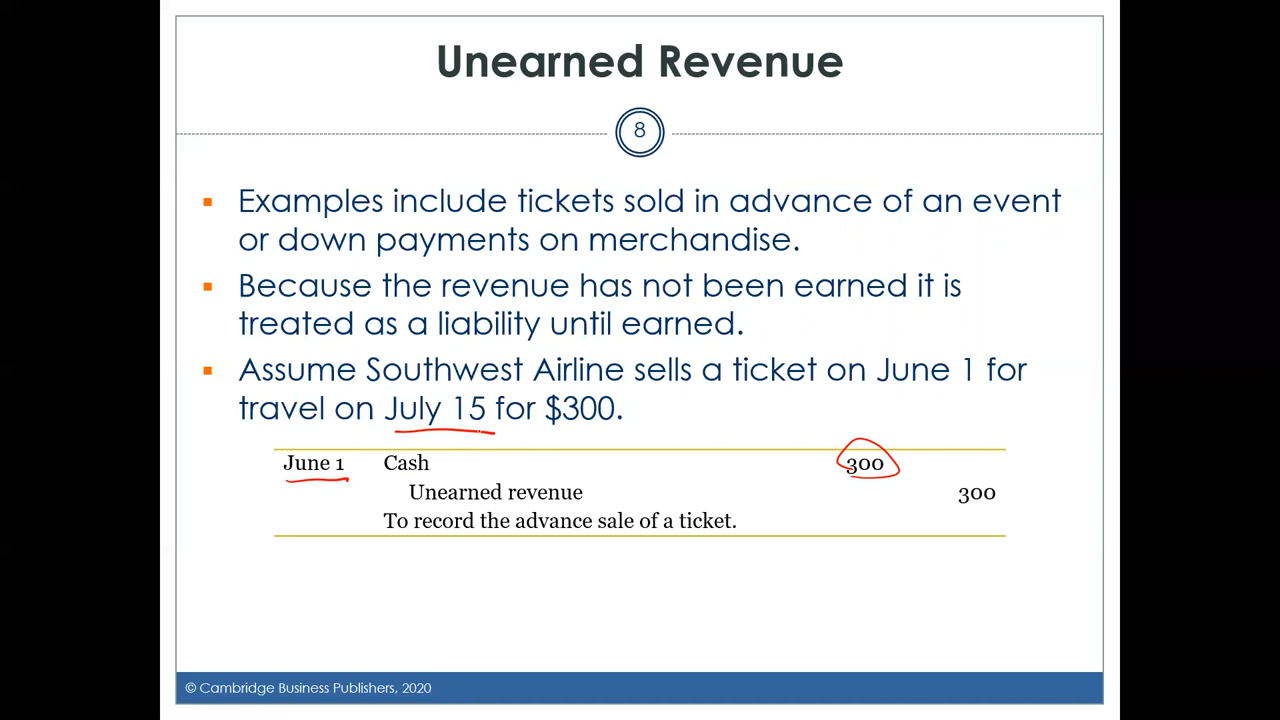 Unearned Revenue
8
▪ Examples include tickets sold in advance of an event
or down payments on merchandise.
▪ Because the revenue has not been earned it is
treated as a liability until earned.
▪ Assume Southwest Airline sells a ticket on June 1 for
travel on July 15 for $300.
June 1 Cash 300
Unearned revenue 300
To record the advance sale of a ticket.
© Cambridge Business Publishers, 2020